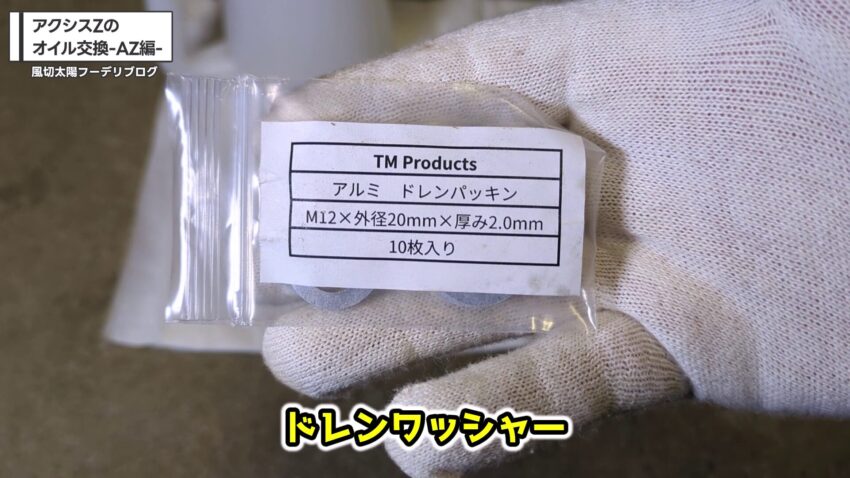 アクシスZの
オイル交換-AZ編-
風切太陽フーデリブログ
TM Products
アルミ　ドレンパッキン
M12×外径20mm×厚み2.0mm
10枚入り
ドレンワッシャー